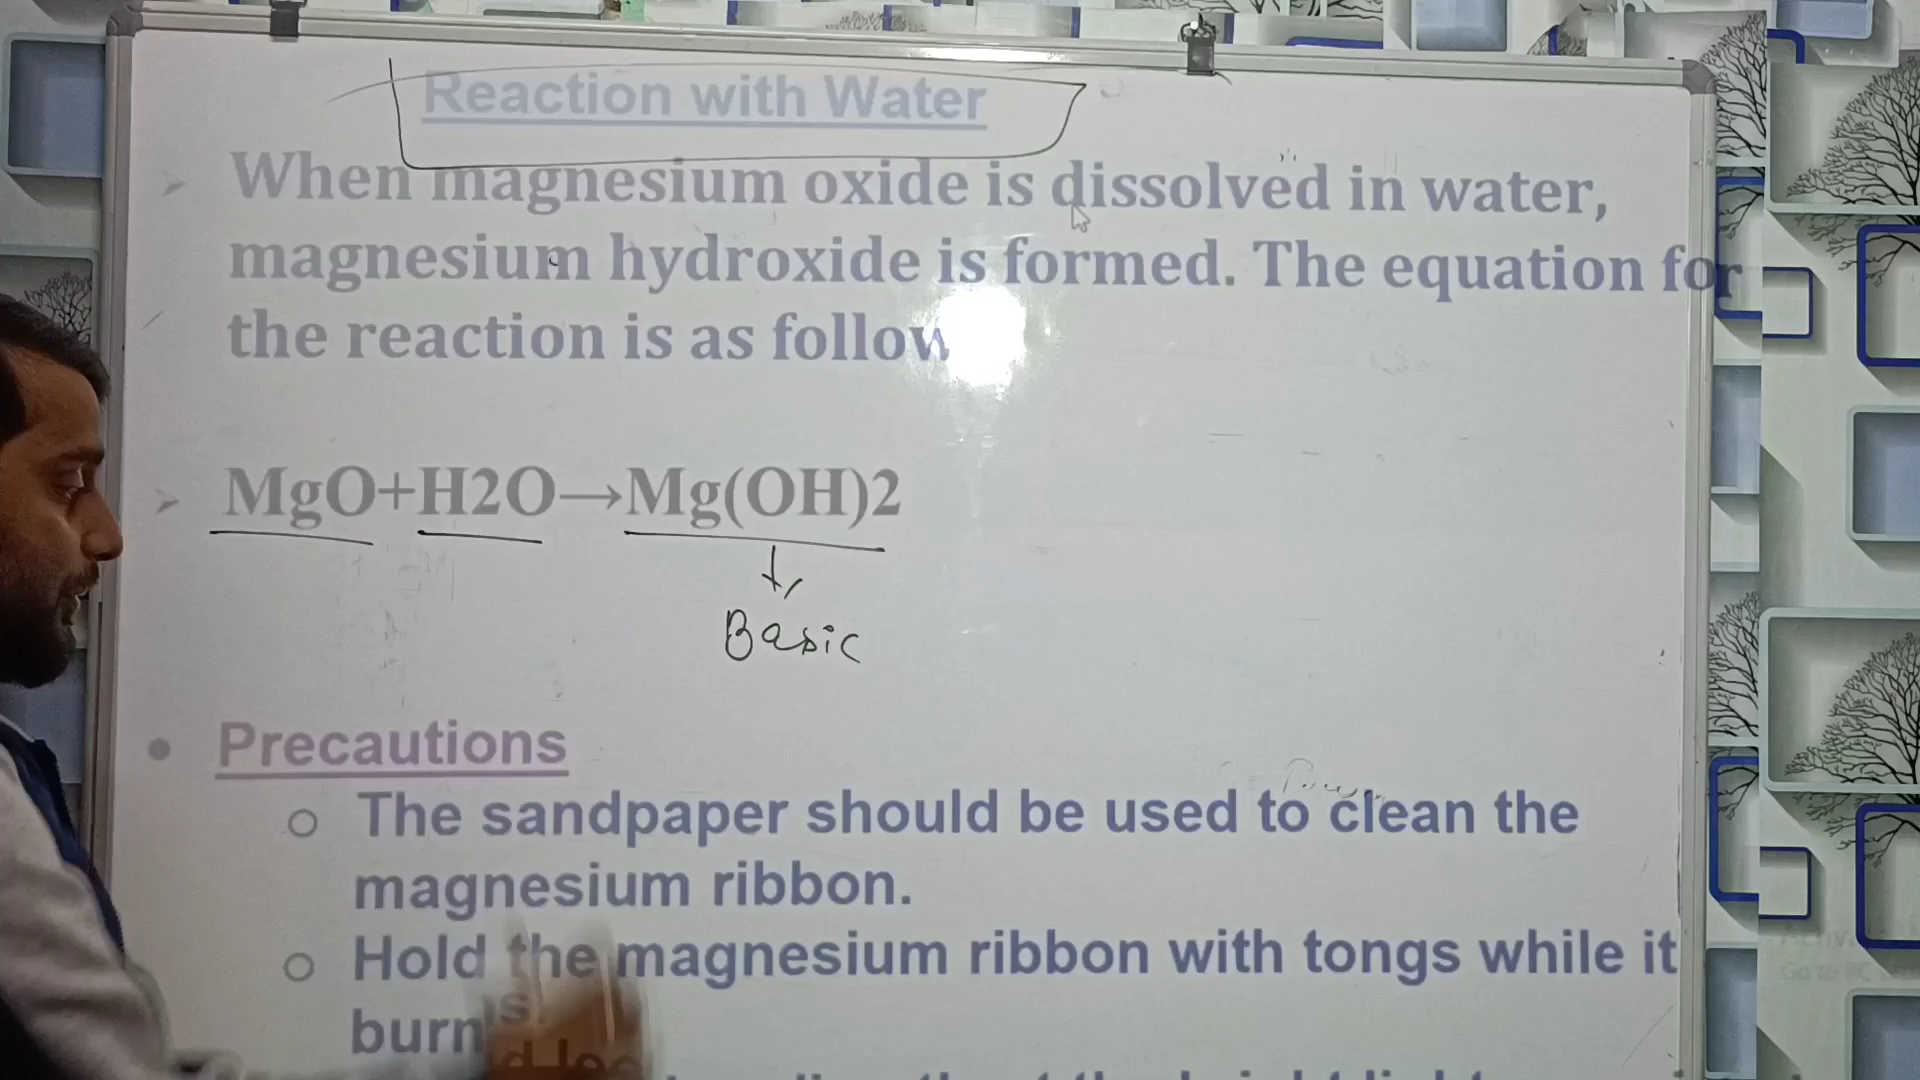 Reaction with Water
When magnesium oxide is dissolved in water,
magnesium hydroxide is formed. The equation for
the reaction is as follow
MgO+H2O→Mg(OH)2
Basic
Precautions
The sandpaper should be used to clean the
magnesium ribbon.
Hold the magnesium ribbon with tongs while it
burns.